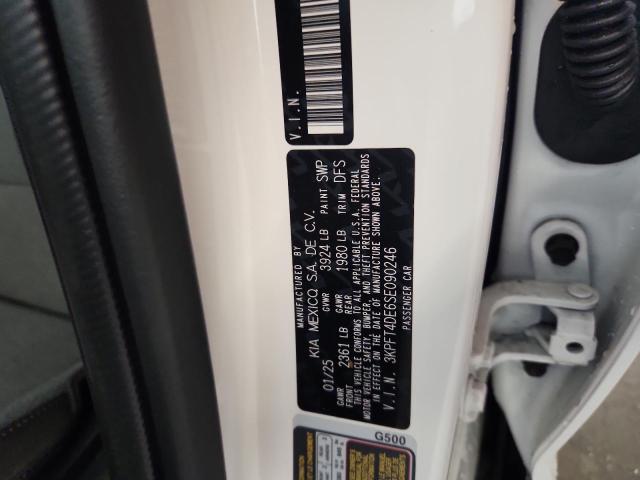 V.I.N.
MANUFACTURED BY
KIA MEXICO, S.A. DE C.V.
01/25 GVWR 3924 LB PAINT SWP
GAWR FRONT 2361 LB GAWR REAR 1980 LB TRIM DFS
THIS VEHICLE CONFORMS TO ALL APPLICABLE U.S.A. FEDERAL
MOTOR VEHICLE SAFETY, BUMPER, AND THEFT PREVENTION STANDARDS
IN EFFECT ON THE DATE OF MANUFACTURE SHOWN ABOVE.
V.I.N. 3KPFT4DE6SE090246
PASSENGER CAR
G500